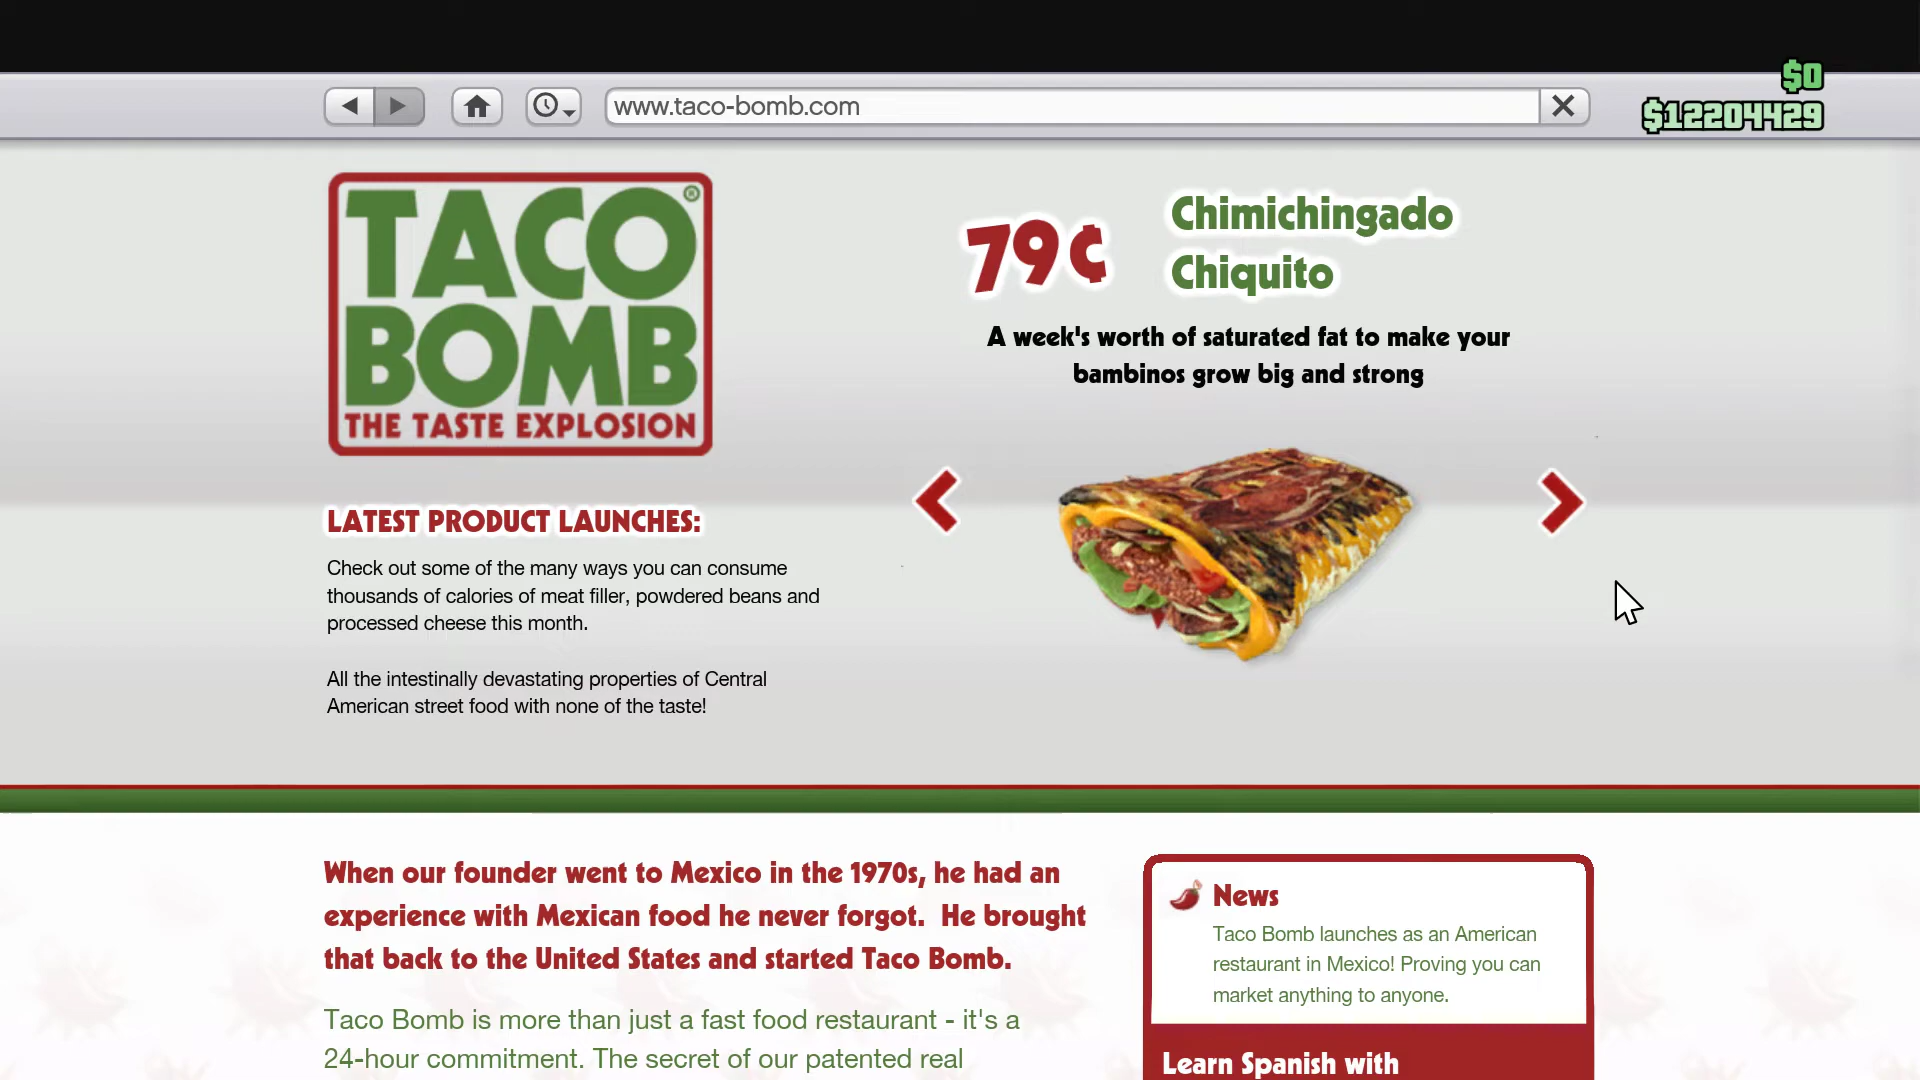 $0
www.taco-bomb.com
$12204429
TACO
BOMB
®
THE TASTE EXPLOSION
79¢
Chimichingado
Chiquito
A week's worth of saturated fat to make your
bambinos grow big and strong
LATEST PRODUCT LAUNCHES:
Check out some of the many ways you can consume
thousands of calories of meat filler, powdered beans and
processed cheese this month.
All the intestinally devastating properties of Central
American street food with none of the taste!
When our founder went to Mexico in the 1970s, he had an
experience with Mexican food he never forgot. He brought
that back to the United States and started Taco Bomb.
Taco Bomb is more than just a fast food restaurant - it's a
24-hour commitment. The secret of our patented real
News
Taco Bomb launches as an American
restaurant in Mexico! Proving you can
market anything to anyone.
Learn Spanish with